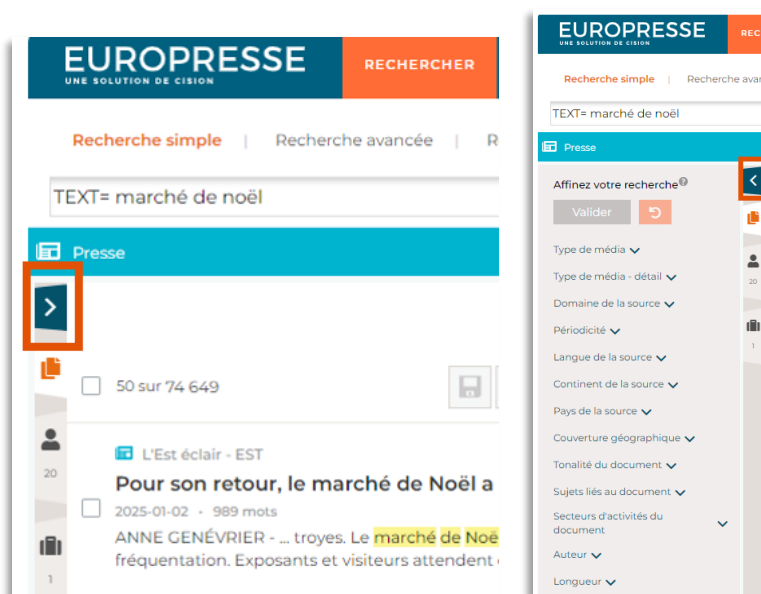 EUROPRESSE
UNE SOLUTION DE CISION
RECHERCHER
Recherche simple | Recherche avancée | R
TEXT= marché de noël
Presse
50 sur 74 649
20
L'Est éclair - EST
Pour son retour, le marché de Noël a
2025-01-02 · 989 mots
ANNE GENÉVRIER - ... troyes. Le marché de Noë
fréquentation. Exposants et visiteurs attendent
1
EUROPRESSE
UNE SOLUTION DE CISION
REC
Recherche simple | Recherche avan
TEXT= marché de noël
Presse
Affinez votre recherche
Valider
Type de média
Type de média - détail
20
Domaine de la source
Périodicité
1
Langue de la source
Continent de la source
Pays de la source
Couverture géographique
Tonalité du document
Sujets liés au document
Secteurs d'activités du
document
Auteur
Longueur